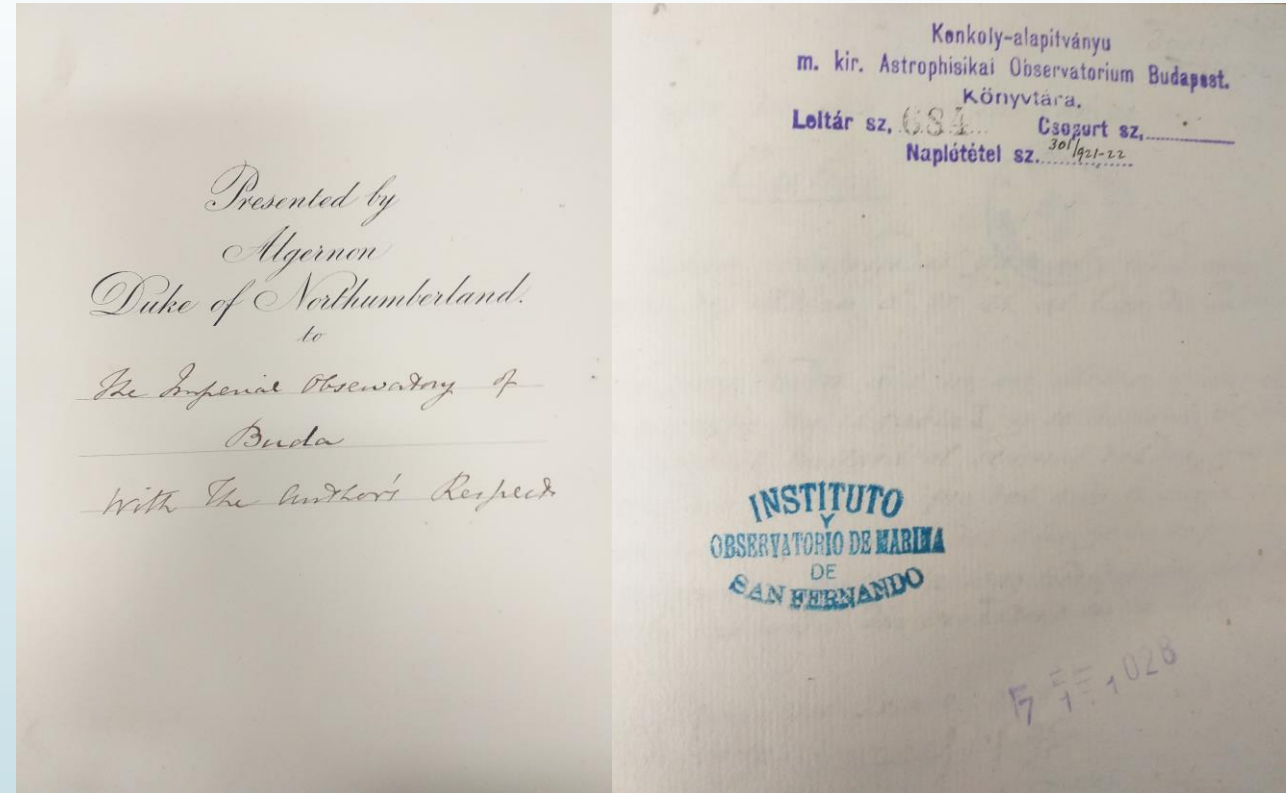 Presented by
Algernon
Duke of Northumberland.
to
The Imperial Observatory of
Buda
With The Author's Respects
Konkoly-alapitványu
m. kir. Astrophisikai Observatorium Budapest.
Könyvtára.
Leltár sz. 684 Csoport sz.
Naplótétel sz. 301/921-22
INSTITUTO
Y
OBSERVATORIO DE MARINA
DE
SAN FERNANDO